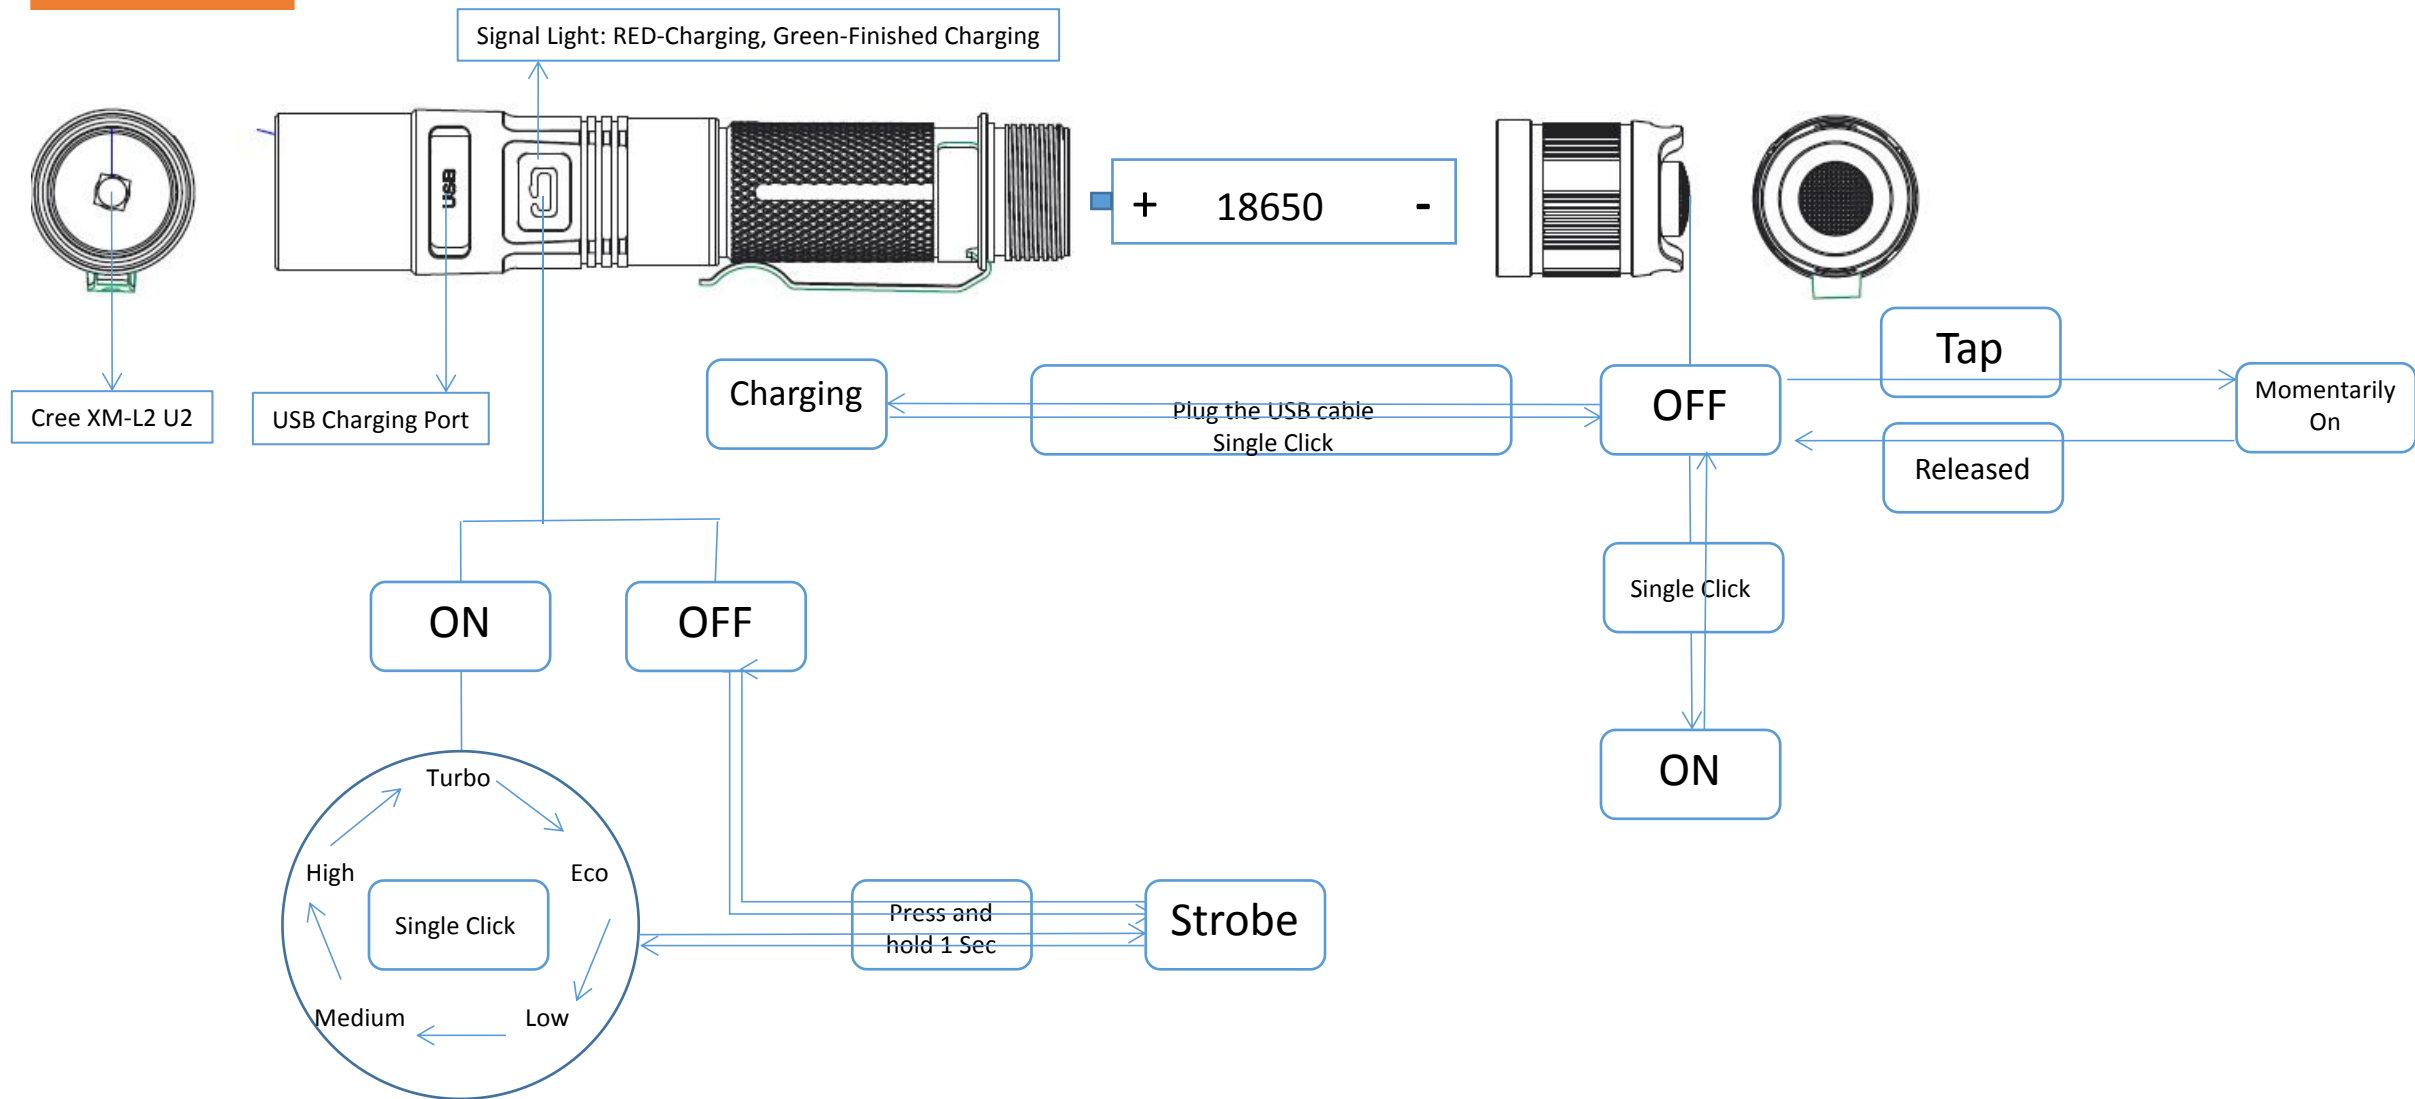 Signal Light: RED-Charging, Green-Finished Charging
USB
+ 18650 -
Cree XM-L2 U2
USB Charging Port
Charging
Plug the USB cable
Single Click
OFF
Tap
Momentarily
On
Released
Single Click
ON
ON
OFF
Turbo
High
Eco
Single Click
Medium
Low
Press and
hold 1 Sec
Strobe